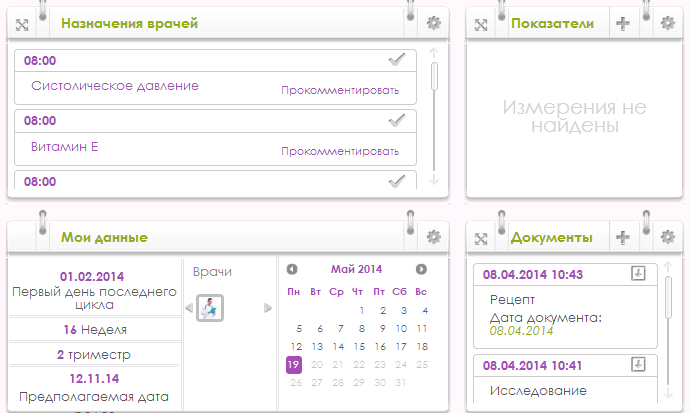 Назначения врачей
08:00
Систолическое давление
Прокомментировать
08:00
Витамин Е
Прокомментировать
08:00
Показатели
Измерения не
найдены
Мои данные
01.02.2014
Первый день последнего
цикла
16 Неделя
2 триместр
12.11.14
Предполагаемая дата
Врачи
Май 2014
Пн Вт Ср Чт Пт Сб Вс
1 2 3 4
5 6 7 8 9 10 11
12 13 14 15 16 17 18
19 20 21 22 23 24 25
26 27 28 29 30 31
Документы
08.04.2014 10:43
Рецепт
Дата документа:
08.04.2014
08.04.2014 10:41
Исследование